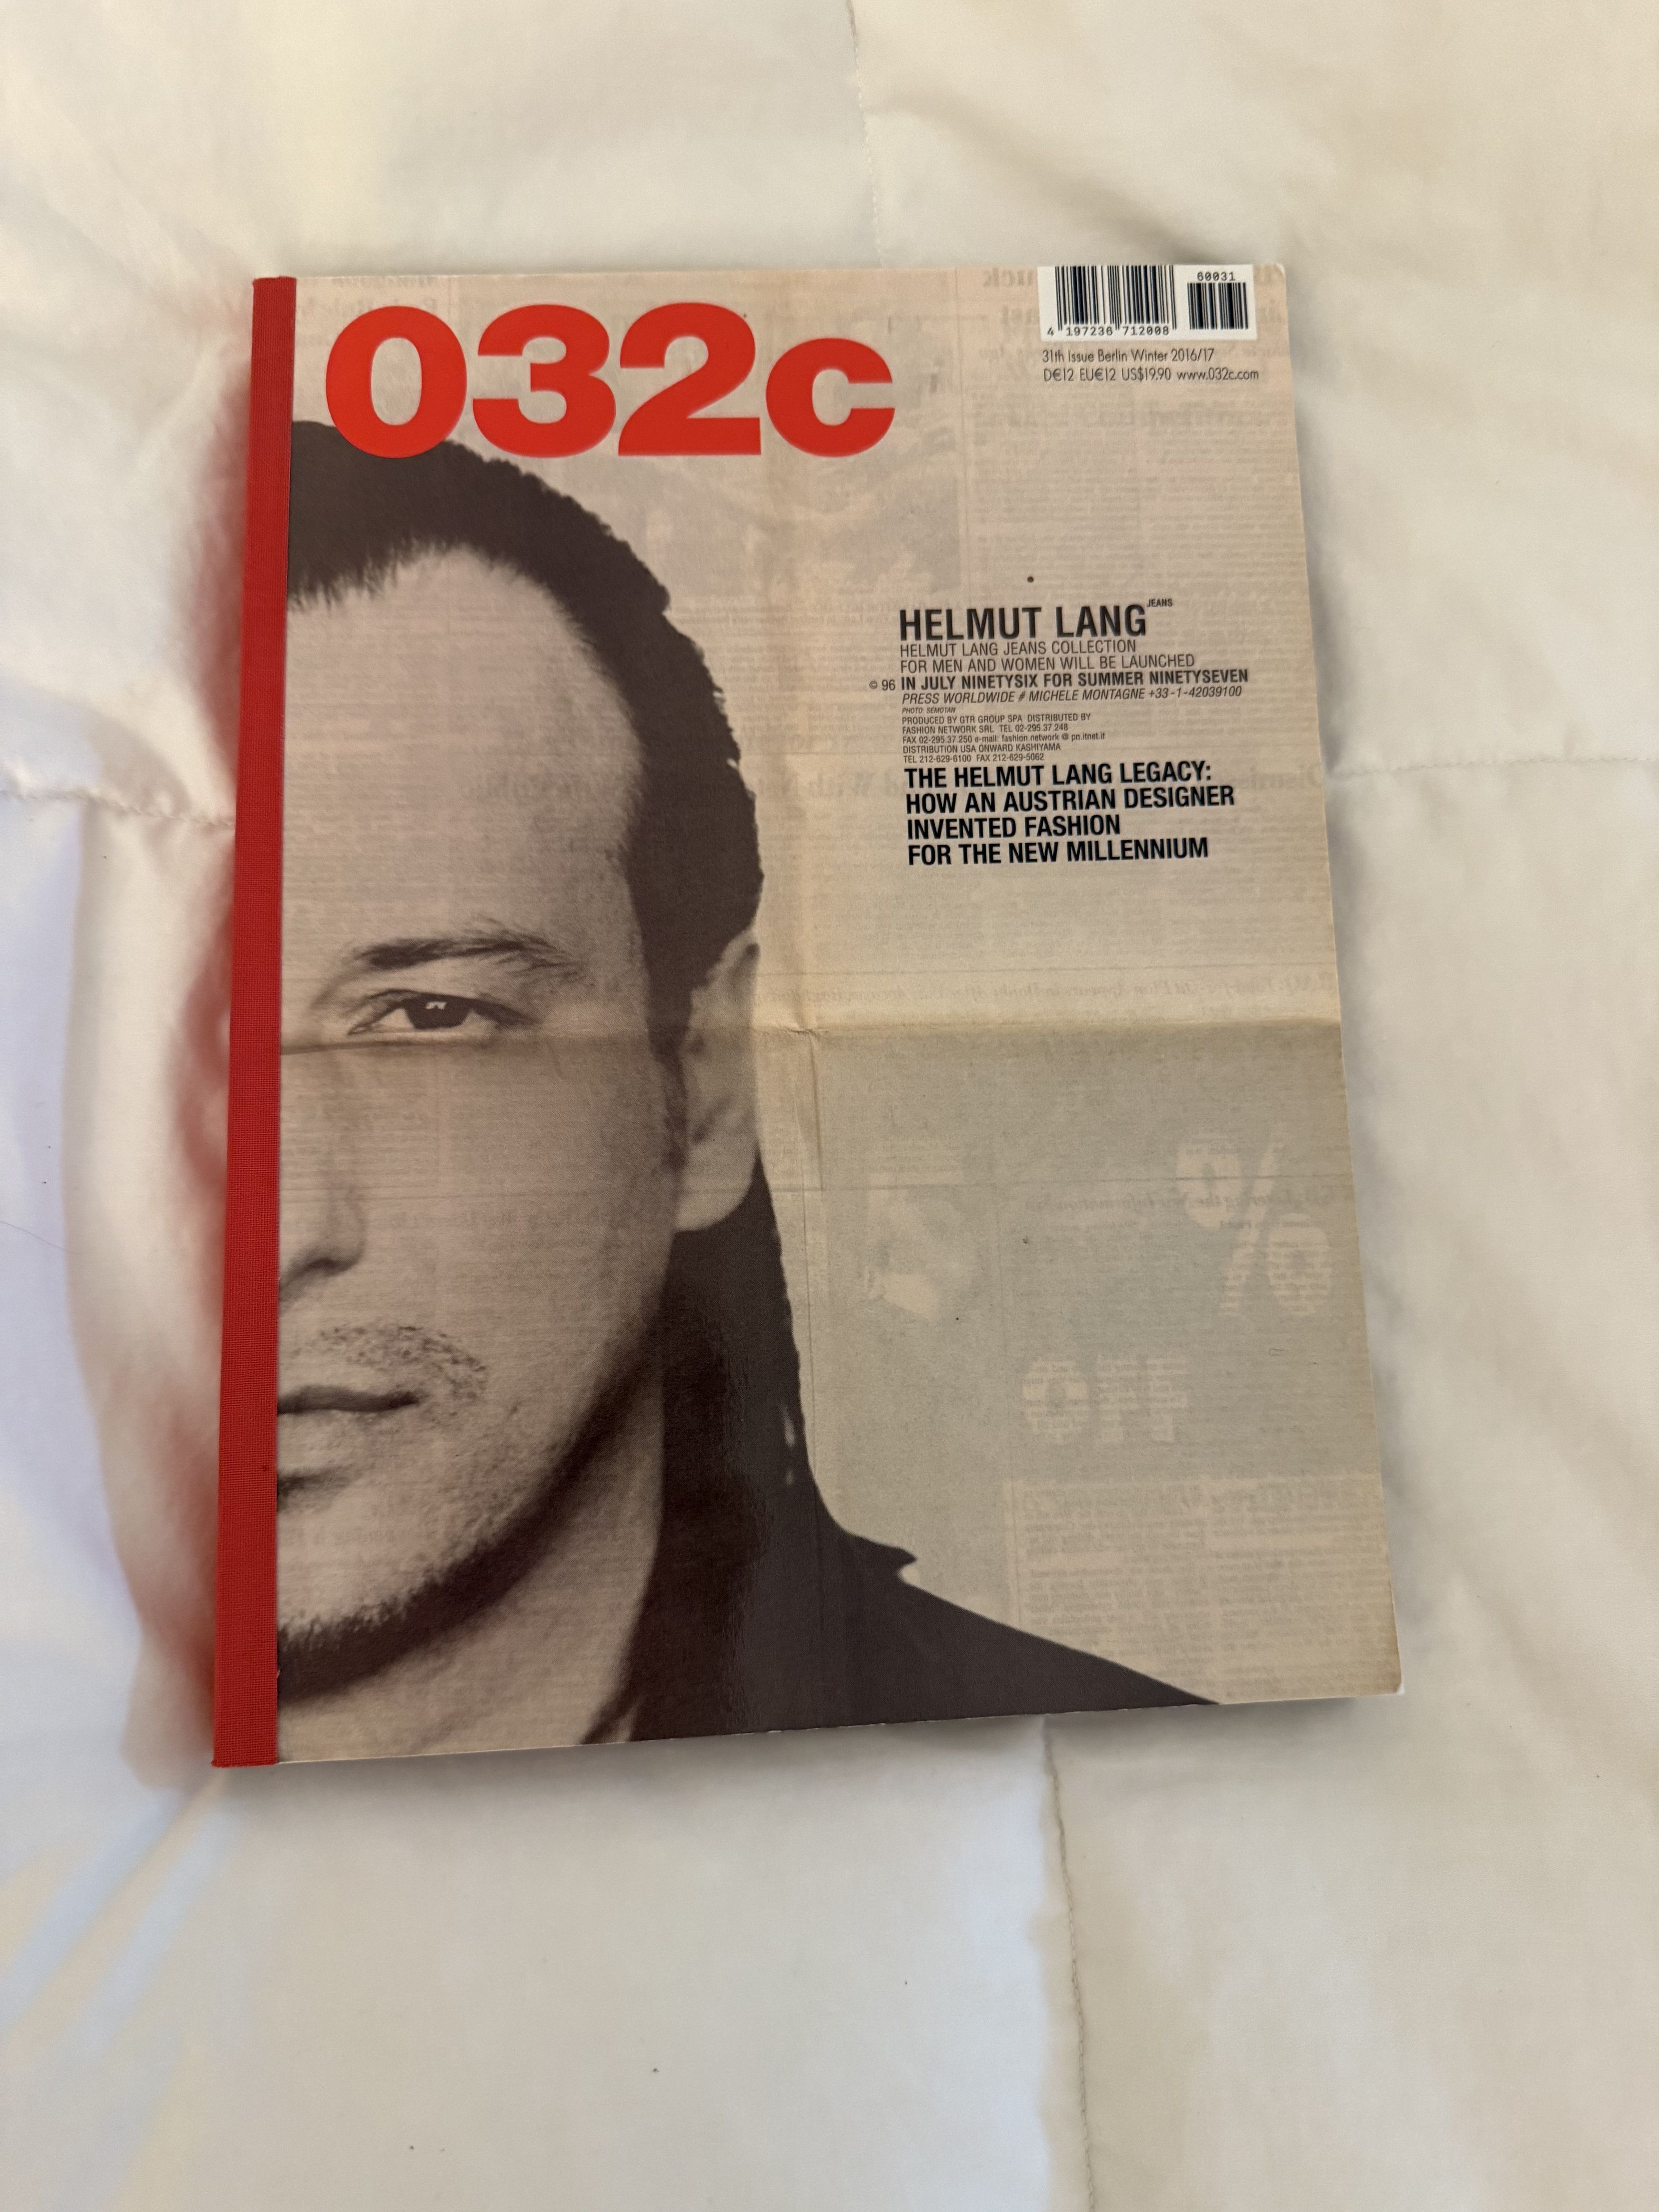 032c
60031
4 197236 712008
31th Issue Berlin Winter 2016/17
D€12 EU€12 US$19.90 www.032c.com
HELMUT LANG JEANS
HELMUT LANG JEANS COLLECTION
FOR MEN AND WOMEN WILL BE LAUNCHED
© 96 IN JULY NINETYSIX FOR SUMMER NINETYSEVEN
PRESS WORLDWIDE # MICHELE MONTAGNE +33-1-42039100
PHOTO SEMOTAN
PRODUCED BY GTR GROUP SPA DISTRIBUTED BY
FASHION NETWORK SRL TEL 02-295.37.248
FAX 02-295.37.250 e-mail: fashion.network @ pn.itnet.it
DISTRIBUTION USA ONWARD KASHIYAMA
TEL 212-629-6100 FAX 212-629-5062
THE HELMUT LANG LEGACY:
HOW AN AUSTRIAN DESIGNER
INVENTED FASHION
FOR THE NEW MILLENNIUM